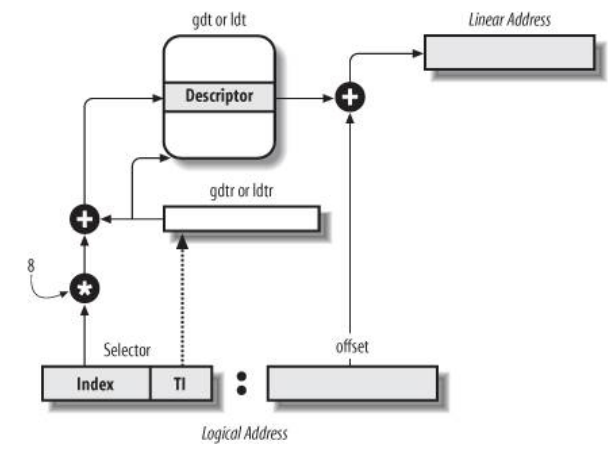 gdt or ldt
Linear Address
Descriptor
+
gdtr or ldtr
+
8
*
Selector
offset
Index
TI
:
Logical Address